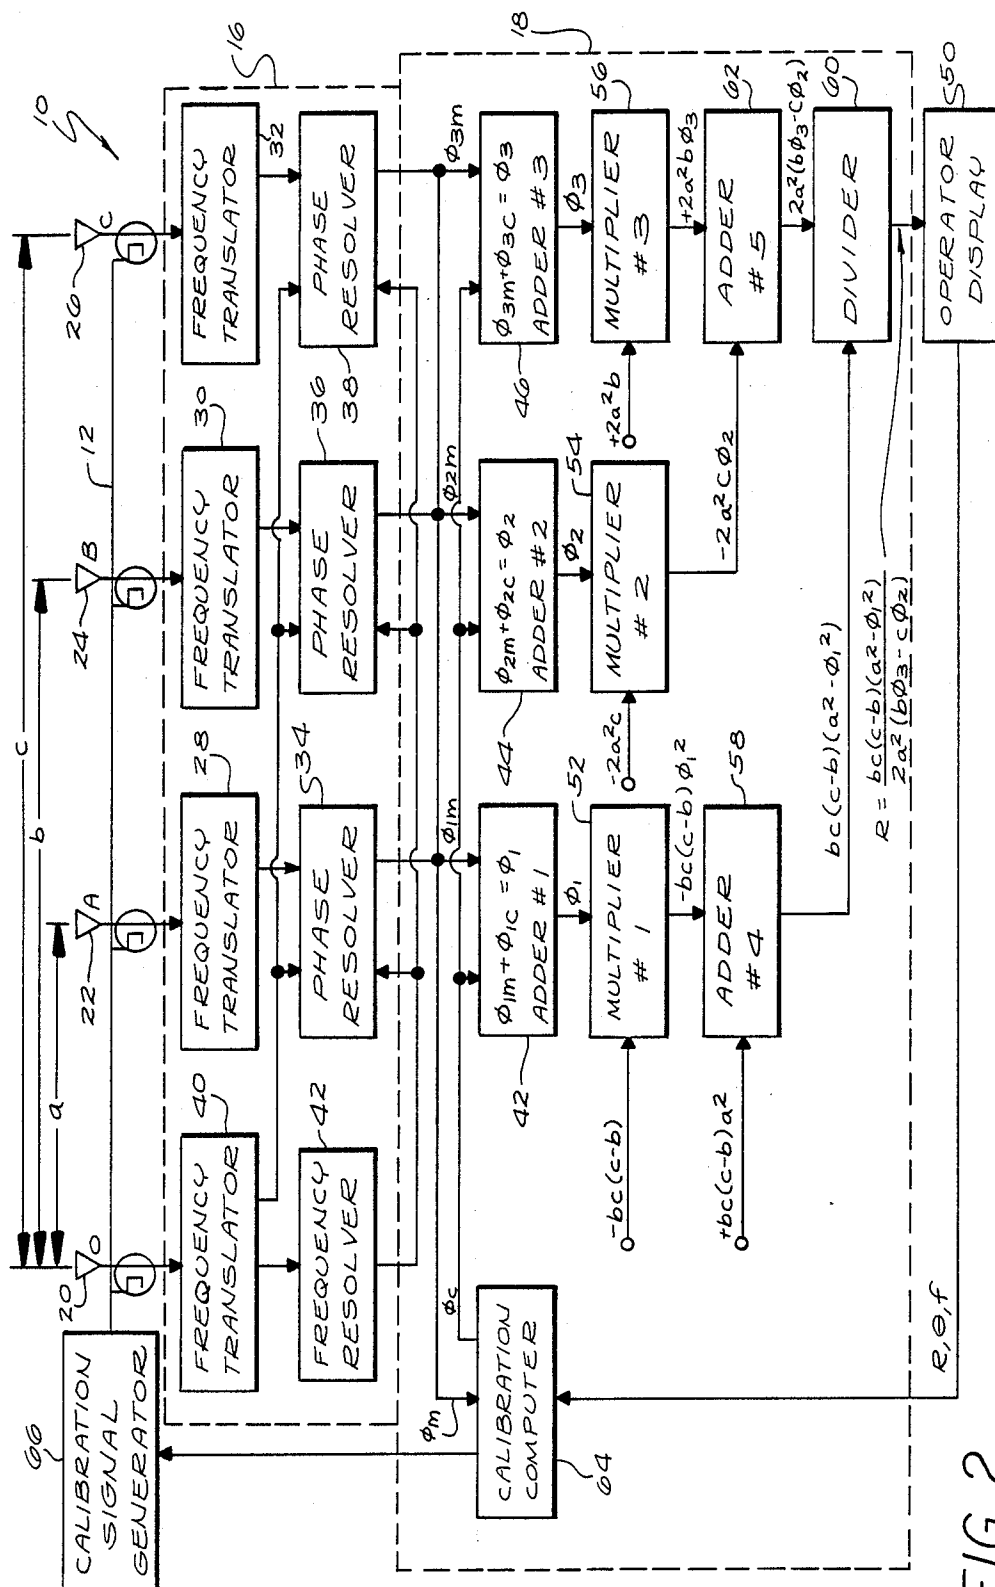 10
c
b
a
20
O
22
A
24
B
26
C
12
66
CALIBRATION
SIGNAL
GENERATOR
16
40
FREQUENCY
TRANSLATOR
28
FREQUENCY
TRANSLATOR
30
FREQUENCY
TRANSLATOR
32
FREQUENCY
TRANSLATOR
42
FREQUENCY
RESOLVER
34
PHASE
RESOLVER
36
PHASE
RESOLVER
38
PHASE
RESOLVER
18
ϕm
ϕc
ϕ1m
ϕ2m
ϕ3m
CALIBRATION
COMPUTER
64
ϕ1m+ϕ1c=ϕ1
ADDER #1
42
ϕ2m+ϕ2c=ϕ2
ADDER #2
44
ϕ3m+ϕ3c=ϕ3
ADDER #3
46
ϕ1
ϕ2
ϕ3
-bc(c-b)
MULTIPLIER
#1
52
-2a²c
MULTIPLIER
#2
54
+2a²b
MULTIPLIER
#3
56
-bc(c-b)ϕ1²
+2a²bϕ3
+bc(c-b)a²
ADDER
#4
58
-2a²cϕ2
ADDER
#5
62
2a²(bϕ3-cϕ2)
bc(c-b)(a²-ϕ1²)
DIVIDER
60
R = bc(c-b)(a²-ϕ1²)
2a²(bϕ3-cϕ2)
R,θ,f
OPERATOR
DISPLAY
50
FIG 2